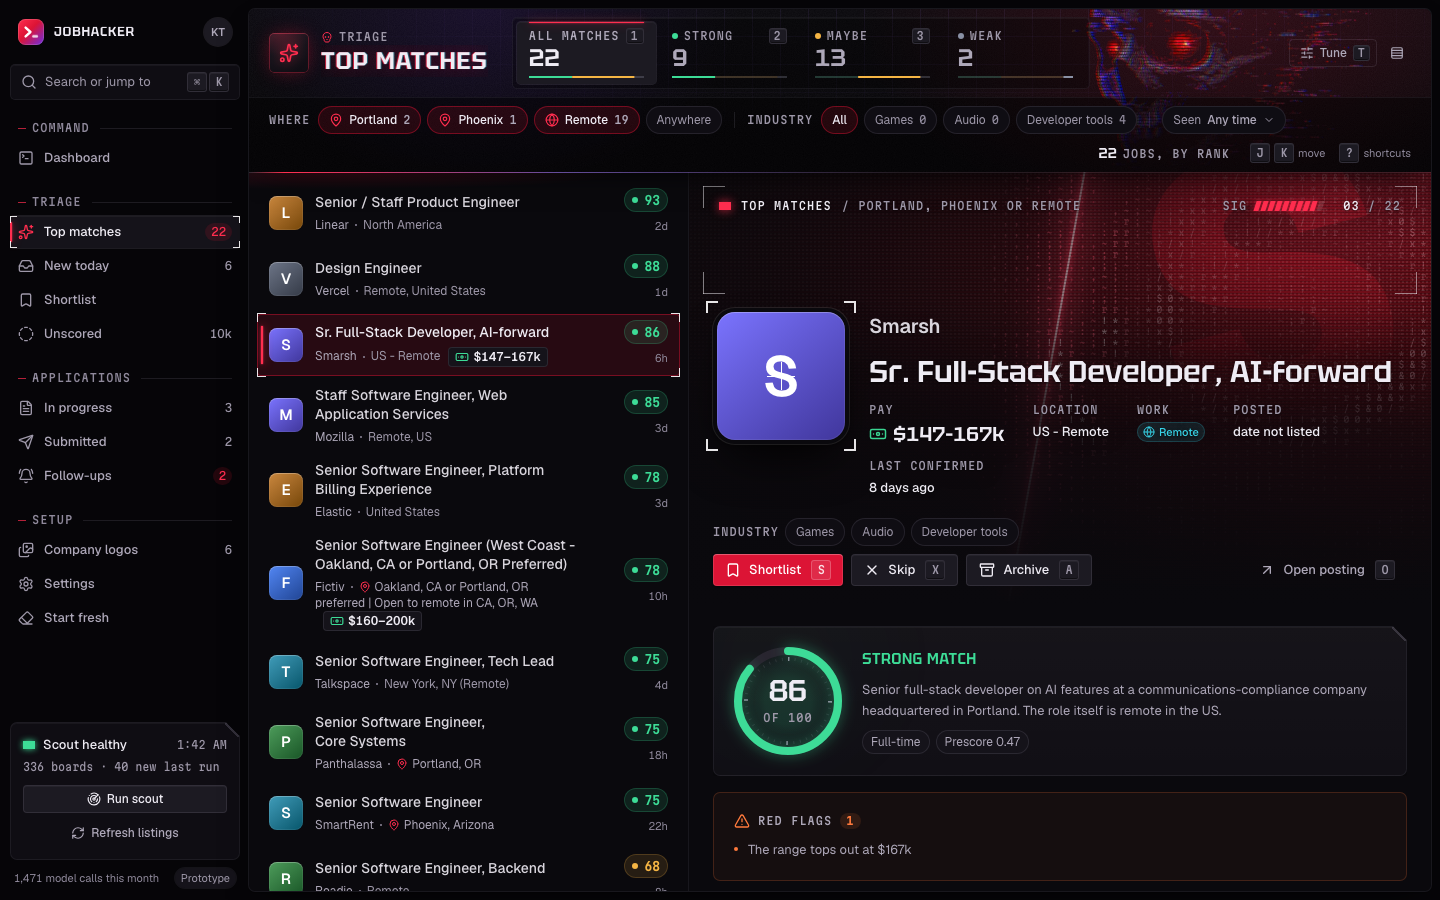 JOBHACKER
KT
Search or jump to
⌘ K
COMMAND
Dashboard
TRIAGE
Top matches 22
New today 6
Shortlist
Unscored 10k
APPLICATIONS
In progress 3
Submitted 2
Follow-ups 2
SETUP
Company logos 6
Settings
Start fresh
Scout healthy 1:42 AM
336 boards · 40 new last run
Run scout
Refresh listings
1,471 model calls this month Prototype
TRIAGE
TOP MATCHES
ALL MATCHES 1
22
STRONG 2
9
MAYBE 3
13
WEAK
2
Tune T
WHERE Portland 2 Phoenix 1 Remote 19 Anywhere
INDUSTRY All Games 0 Audio 0 Developer tools 4
Seen Any time
22 JOBS, BY RANK J K move ? shortcuts
L
Senior / Staff Product Engineer
Linear · North America
93
2d
V
Design Engineer
Vercel · Remote, United States
88
1d
S
Sr. Full-Stack Developer, AI-forward
Smarsh · US - Remote $147–167k
86
6h
M
Staff Software Engineer, Web
Application Services
Mozilla · Remote, US
85
3d
E
Senior Software Engineer, Platform
Billing Experience
Elastic · United States
78
3d
F
Senior Software Engineer (West Coast -
Oakland, CA or Portland, OR Preferred)
Fictiv · Oakland, CA or Portland, OR
preferred | Open to remote in CA, OR, WA
$160–200k
78
10h
T
Senior Software Engineer, Tech Lead
Talkspace · New York, NY (Remote)
75
4d
P
Senior Software Engineer,
Core Systems
Panthalassa · Portland, OR
75
18h
S
Senior Software Engineer
SmartRent · Phoenix, Arizona
75
22h
R
Senior Software Engineer, Backend
Roadie · Remote
68
TOP MATCHES / PORTLAND, PHOENIX OR REMOTE
SIG 03 / 22
S
Smarsh
Sr. Full-Stack Developer, AI-forward
PAY
$147-167k
LOCATION
US - Remote
WORK
Remote
POSTED
date not listed
LAST CONFIRMED
8 days ago
INDUSTRY Games Audio Developer tools
Shortlist S
Skip X
Archive A
Open posting O
86
OF 100
STRONG MATCH
Senior full-stack developer on AI features at a communications-compliance company
headquartered in Portland. The role itself is remote in the US.
Full-time Prescore 0.47
RED FLAGS 1
• The range tops out at $167k